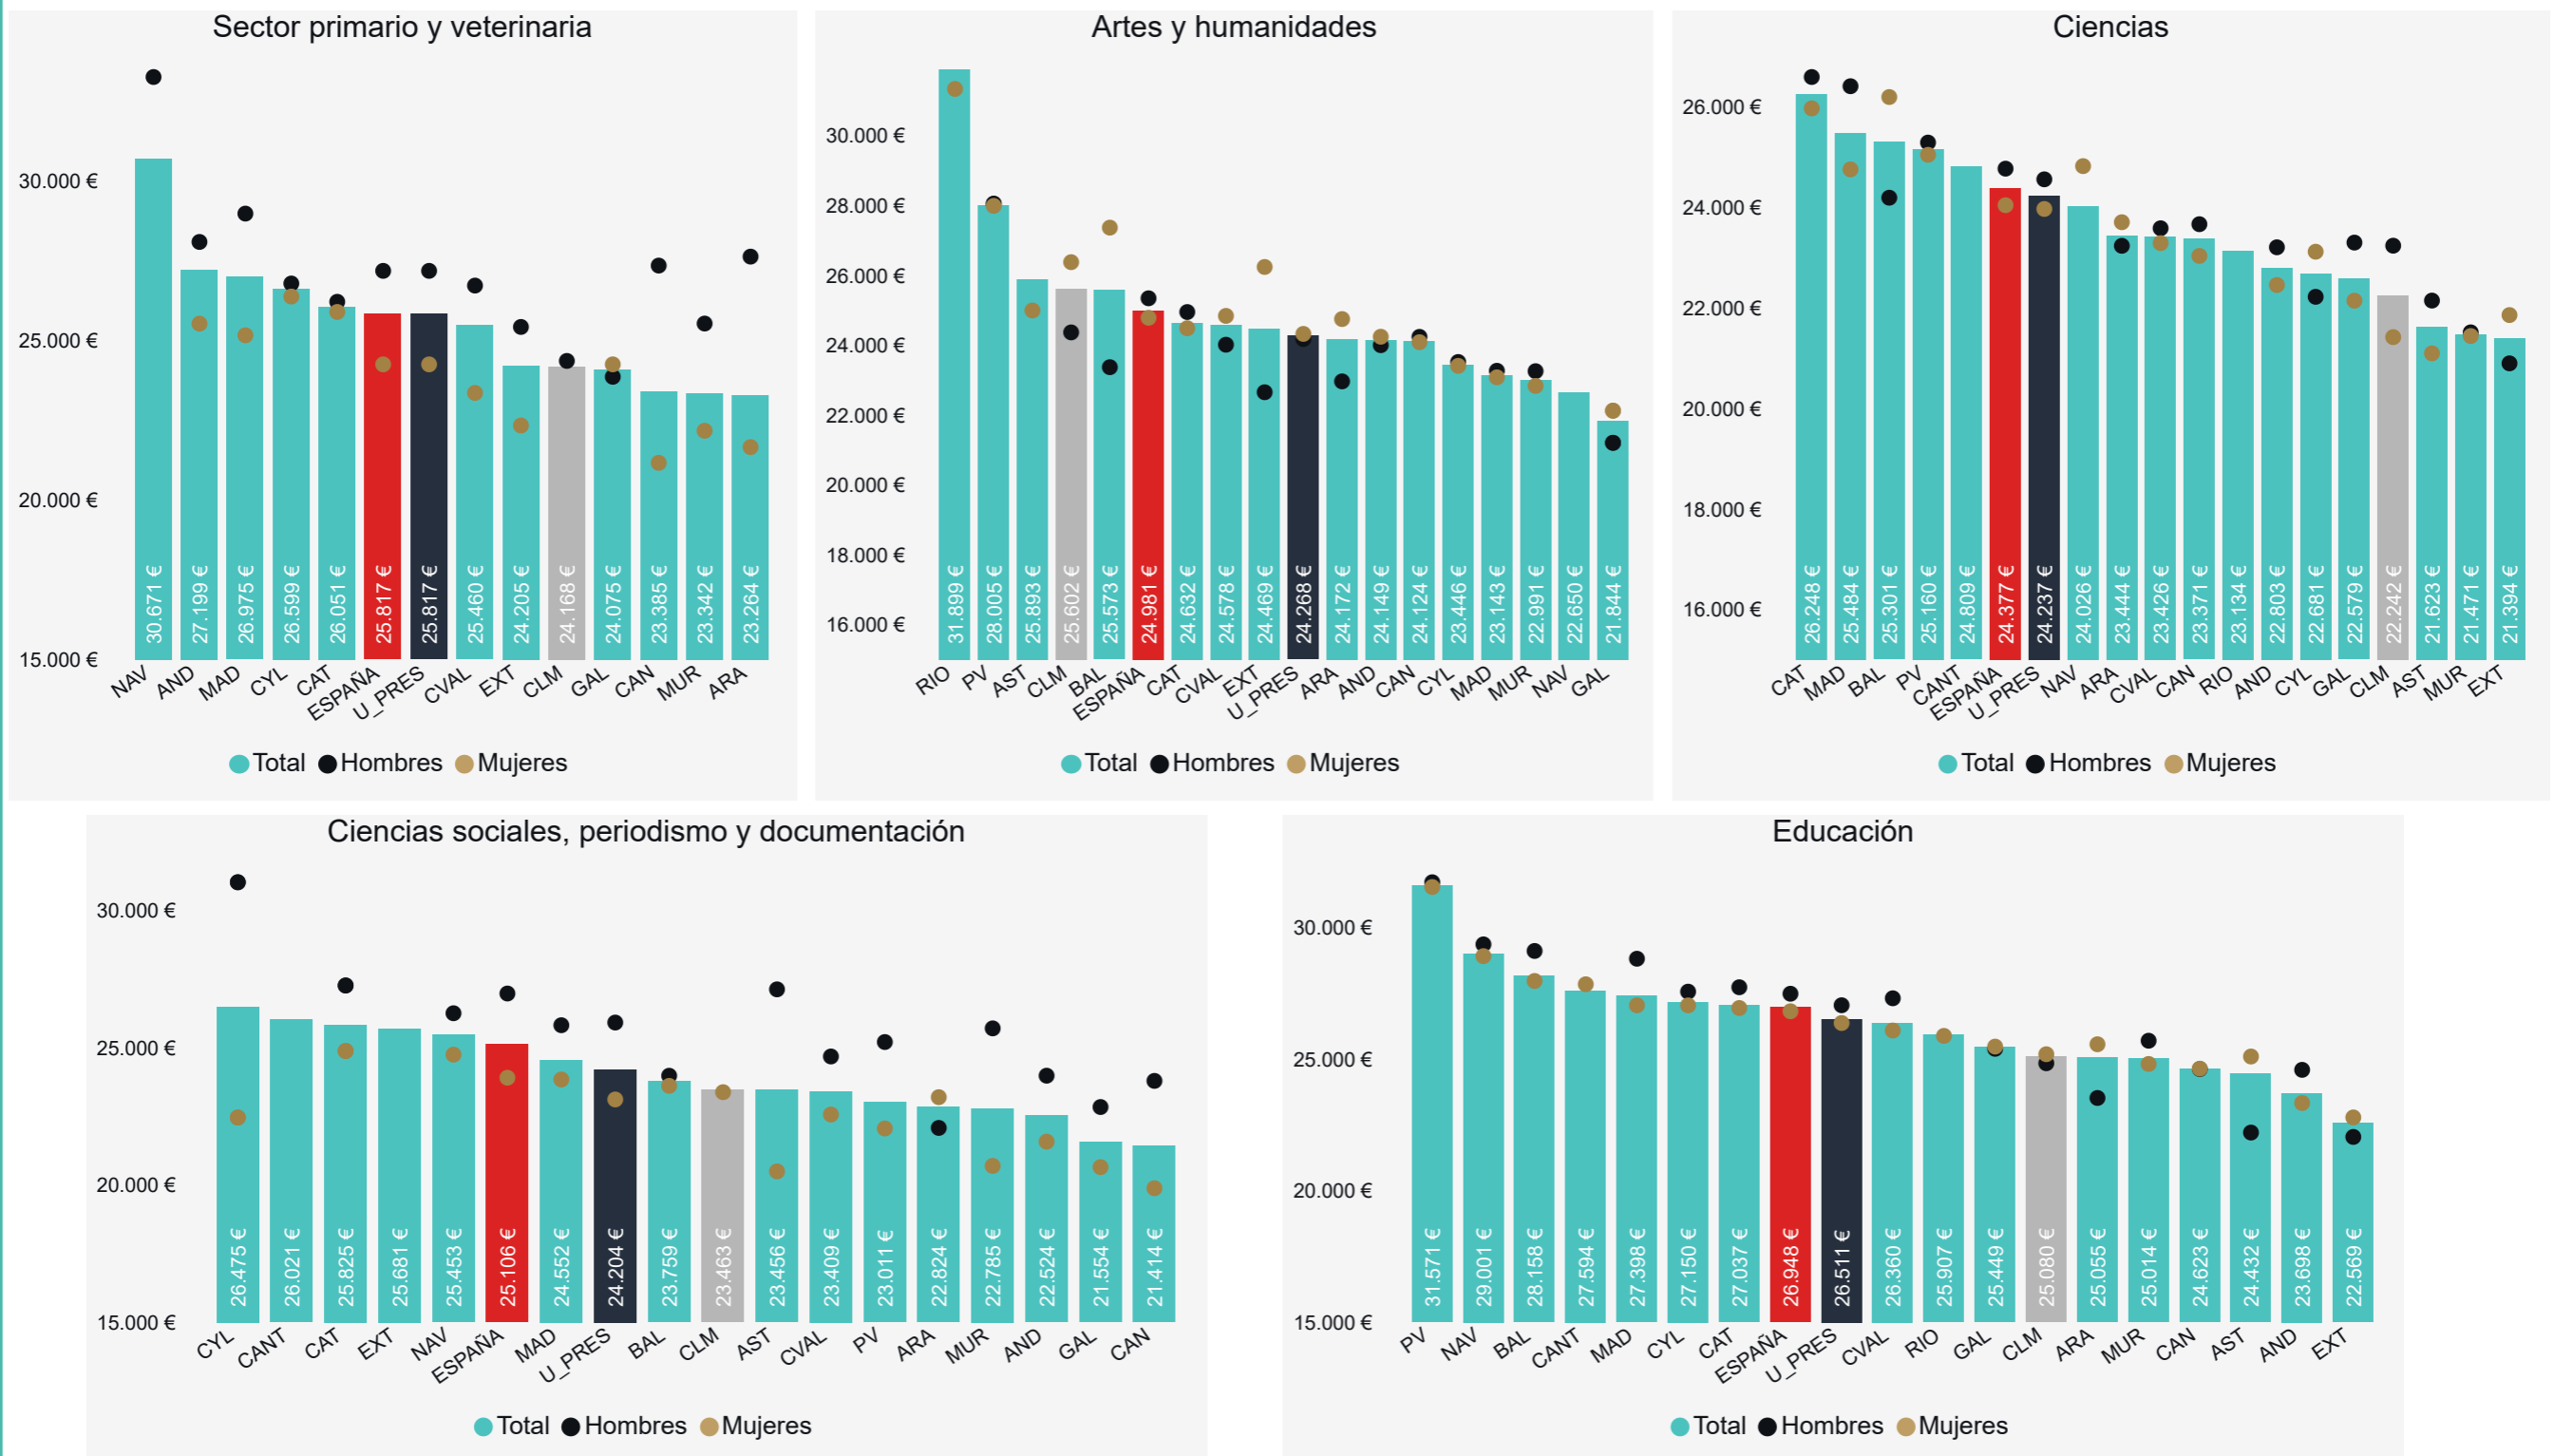 Sector primario y veterinaria
30.000 €
25.000 €
20.000 €
15.000 €
30.671 €
27.199 €
26.975 €
26.599 €
26.051 €
25.817 €
25.817 €
25.460 €
24.205 €
24.168 €
24.075 €
23.385 €
23.342 €
23.264 €
NAV
AND
MAD
CYL
CAT
ESPAÑA
U_PRES
CVAL
EXT
CLM
GAL
CAN
MUR
ARA
Total Hombres Mujeres
Artes y humanidades
30.000 €
28.000 €
26.000 €
24.000 €
22.000 €
20.000 €
18.000 €
16.000 €
31.899 €
28.005 €
25.893 €
25.602 €
25.573 €
24.981 €
24.632 €
24.578 €
24.469 €
24.268 €
24.172 €
24.149 €
24.124 €
23.446 €
23.143 €
22.991 €
22.650 €
21.844 €
RIO
PV
AST
CLM
BAL
ESPAÑA
CAT
CVAL
EXT
U_PRES
ARA
AND
CAN
CYL
MAD
MUR
NAV
GAL
Total Hombres Mujeres
Ciencias
26.000 €
24.000 €
22.000 €
20.000 €
18.000 €
16.000 €
26.248 €
25.484 €
25.301 €
25.160 €
24.809 €
24.377 €
24.237 €
24.026 €
23.444 €
23.426 €
23.371 €
23.134 €
22.803 €
22.681 €
22.579 €
22.242 €
21.623 €
21.471 €
21.394 €
CAT
MAD
BAL
PV
CANT
ESPAÑA
U_PRES
NAV
ARA
CVAL
CAN
RIO
AND
CYL
GAL
CLM
AST
MUR
EXT
Total Hombres Mujeres
Ciencias sociales, periodismo y documentación
30.000 €
25.000 €
20.000 €
15.000 €
26.475 €
26.021 €
25.825 €
25.681 €
25.453 €
25.106 €
24.552 €
24.204 €
23.759 €
23.463 €
23.456 €
23.409 €
23.011 €
22.824 €
22.785 €
22.524 €
21.554 €
21.414 €
CYL
CANT
CAT
EXT
NAV
ESPAÑA
MAD
U_PRES
BAL
CLM
AST
CVAL
PV
ARA
MUR
AND
GAL
CAN
Total Hombres Mujeres
Educación
30.000 €
25.000 €
20.000 €
15.000 €
31.571 €
29.001 €
28.158 €
27.594 €
27.398 €
27.150 €
27.037 €
26.948 €
26.511 €
26.360 €
25.907 €
25.449 €
25.080 €
25.055 €
25.014 €
24.623 €
24.432 €
23.698 €
22.569 €
PV
NAV
BAL
CANT
MAD
CYL
CAT
ESPAÑA
U_PRES
CVAL
RIO
GAL
CLM
ARA
MUR
CAN
AST
AND
EXT
Total Hombres Mujeres